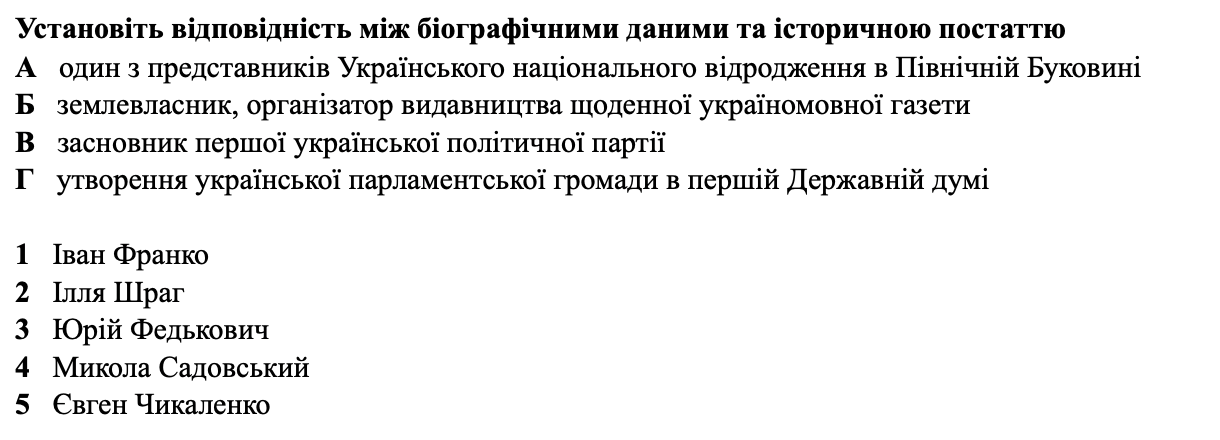 Установіть відповідність між біографічними даними та історичною постаттю
А один з представників Українського національного відродження в Північній Буковині
Б землевласник, організатор видавництва щоденної україномовної газети
В засновник першої української політичної партії
Г утворення української парламентської громади в першій Державній думі
1 Іван Франко
2 Ілля Шраг
3 Юрій Федькович
4 Микола Садовський
5 Євген Чикаленко